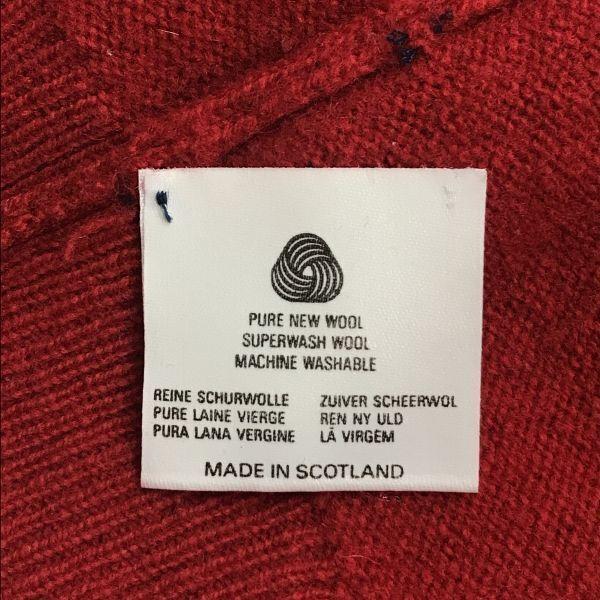 PURE NEW WOOL
SUPERWASH WOOL
MACHINE WASHABLE
REINE SCHURWOLLE ZUIVER SCHEERWOL
PURE LAINE VIERGE REN NY ULD
PURA LANA VERGINE LÃ VIRGEM
MADE IN SCOTLAND